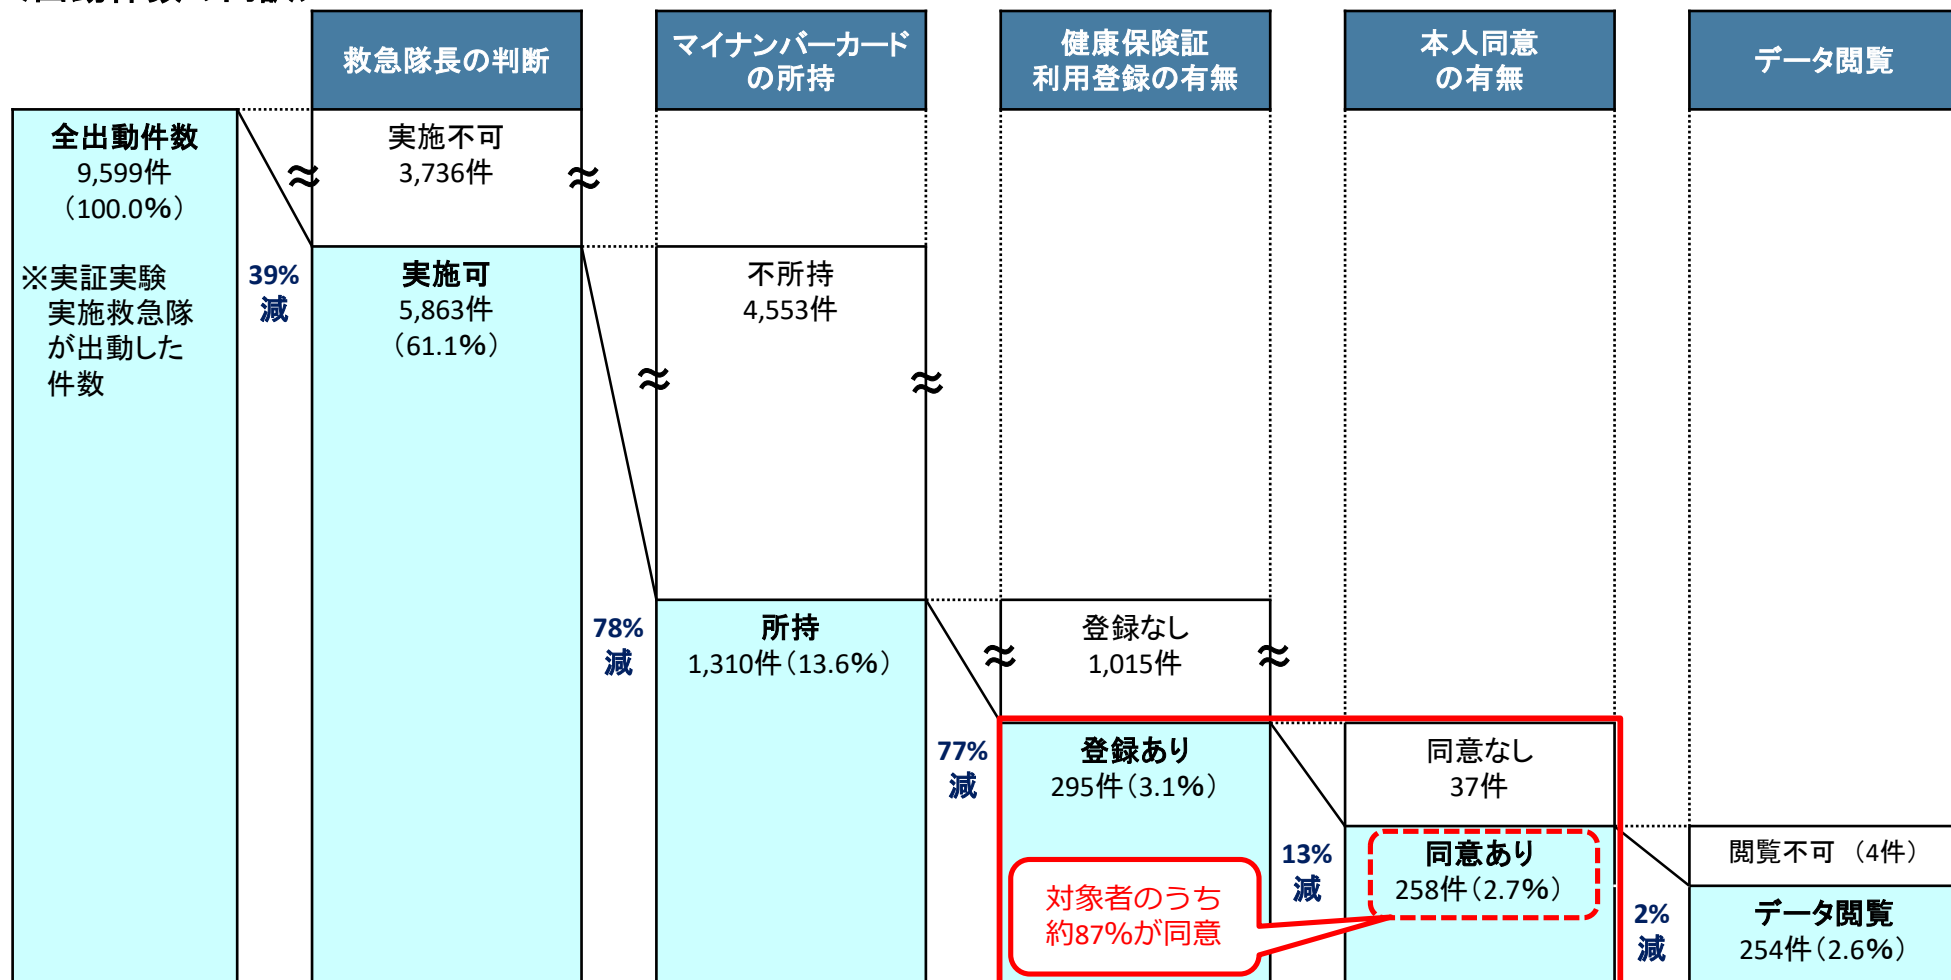 救急隊長の判断
マイナンバーカード
の所持
健康保険証
利用登録の有無
本人同意
の有無
データ閲覧
全出動件数
9,599件
（100.0%）
※実証実験
実施救急隊
が出動した
件数
39%
減
実施不可
3,736件
実施可
5,863件
（61.1%）
78%
減
不所持
4,553件
所持
1,310件（13.6%）
77%
減
登録なし
1,015件
登録あり
295件（3.1%）
対象者のうち
約87%が同意
13%
減
同意なし
37件
同意あり
258件（2.7%）
2%
減
閲覧不可（4件）
データ閲覧
254件（2.6%）